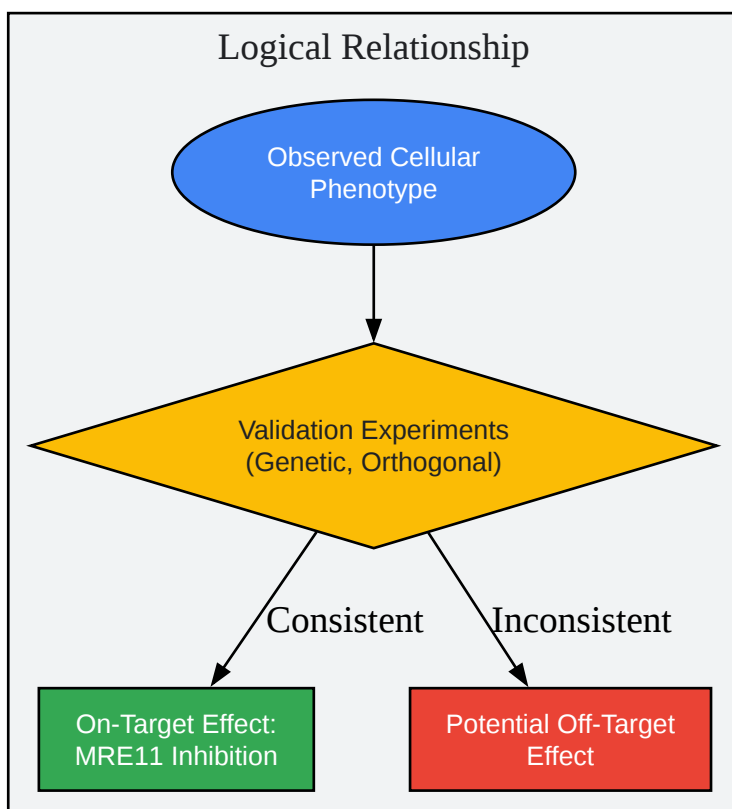 Logical Relationship
Observed Cellular
Phenotype
Validation Experiments
(Genetic, Orthogonal)
Consistent
Inconsistent
On-Target Effect:
MRE11 Inhibition
Potential Off-Target
Effect